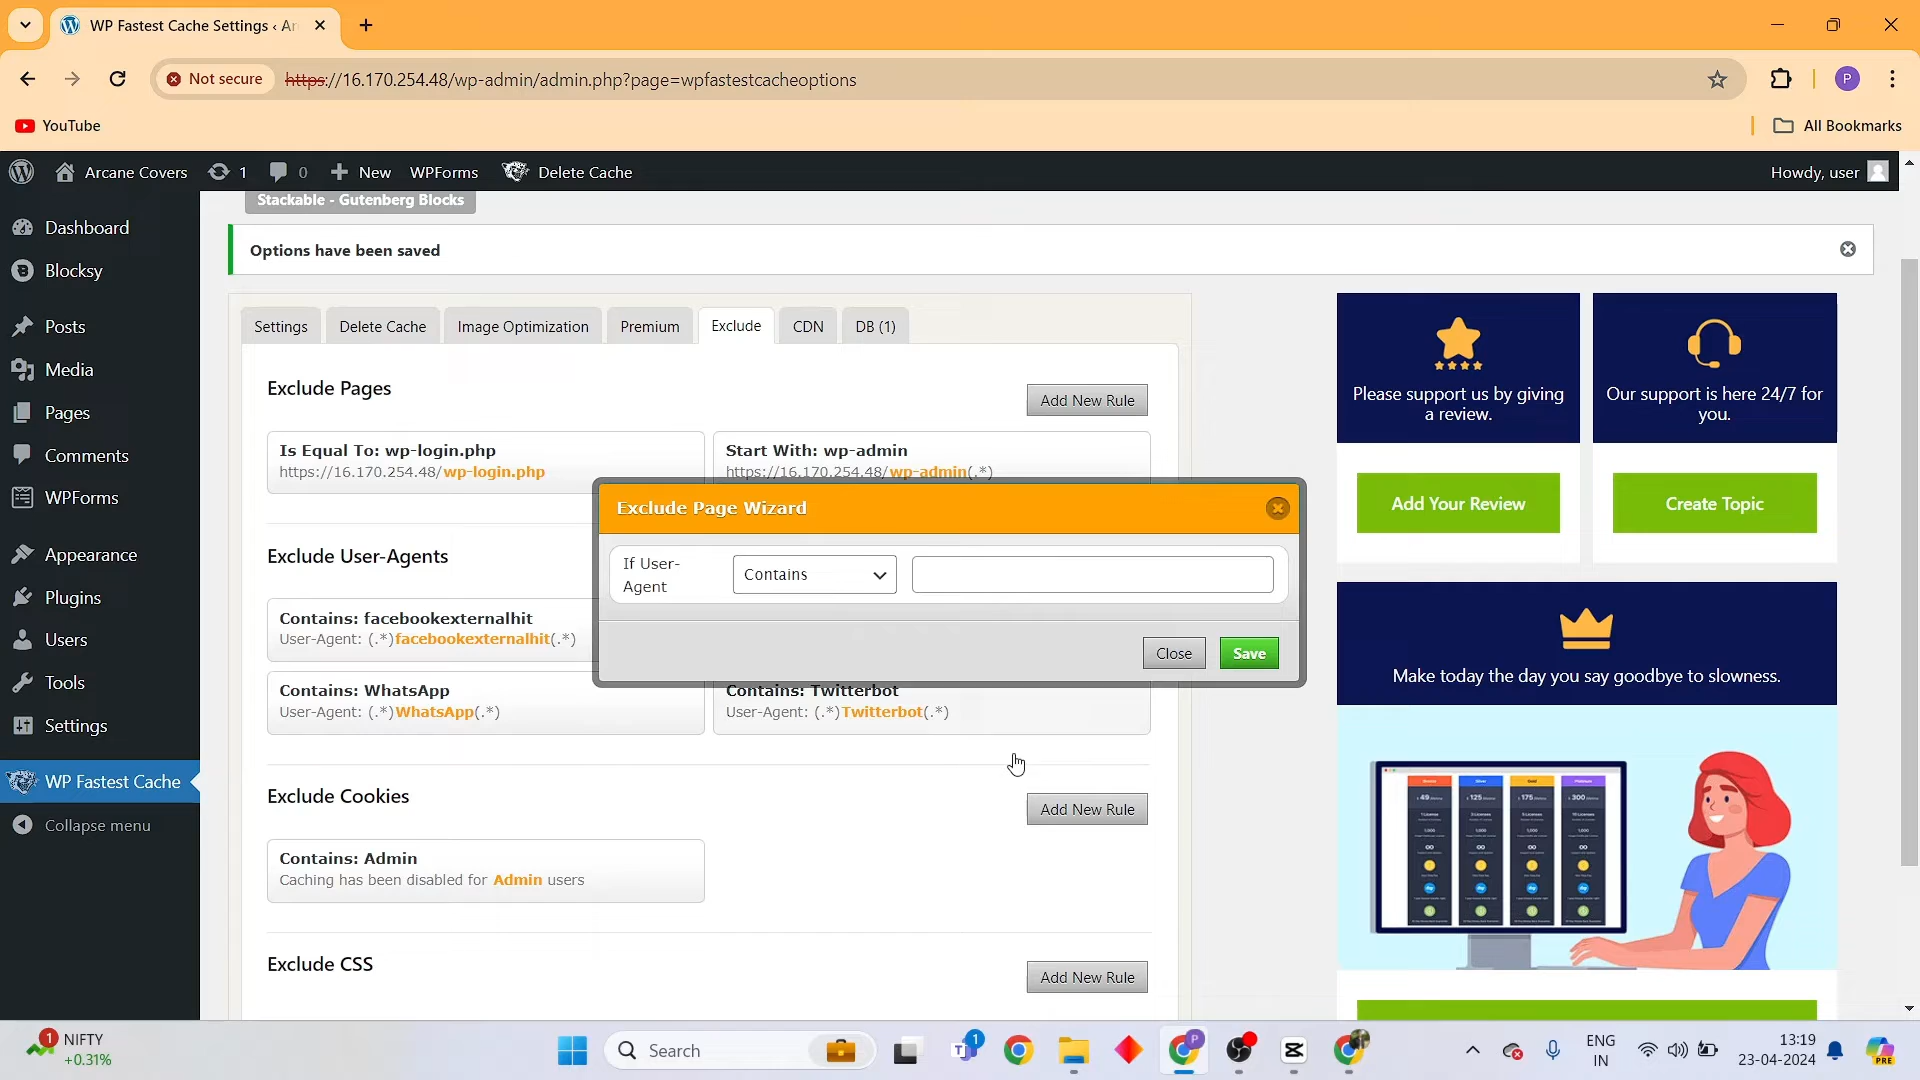 WP Fastest Cache Settings ‹ Ar
Not secure
https://16.170.254.48/wp-admin/admin.php?page=wpfastestcacheoptions
P
YouTube
All Bookmarks
Arcane Covers
1
0
New
WPForms
Delete Cache
Howdy, user
Dashboard
Blocksy
Posts
Media
Pages
Comments
WPForms
Appearance
Plugins
Users
Tools
Settings
WP Fastest Cache
Collapse menu
Stackable - Gutenberg Blocks
Options have been saved
Settings
Delete Cache
Image Optimization
Premium
Exclude
CDN
DB (1)
Exclude Pages
Add New Rule
Is Equal To: wp-login.php
https://16.170.254.48/wp-login.php
Start With: wp-admin
https://16.170.254.48/wp-admin(.*)
Exclude Page Wizard
If User-
Agent
Contains
Close
Save
Exclude User-Agents
Contains: facebookexternalhit
User-Agent: (.*)facebookexternalhit(.*)
Contains: WhatsApp
User-Agent: (.*)WhatsApp(.*)
Contains: Twitterbot
User-Agent: (.*)Twitterbot(.*)
Exclude Cookies
Add New Rule
Contains: Admin
Caching has been disabled for Admin users
Exclude CSS
Add New Rule
Please support us by giving
a review.
Add Your Review
Our support is here 24/7 for
you.
Create Topic
Make today the day you say goodbye to slowness.
49
125
175
300
1
NIFTY
+0.31%
Search
1
P
ENG
IN
13:19
23-04-2024
PRE